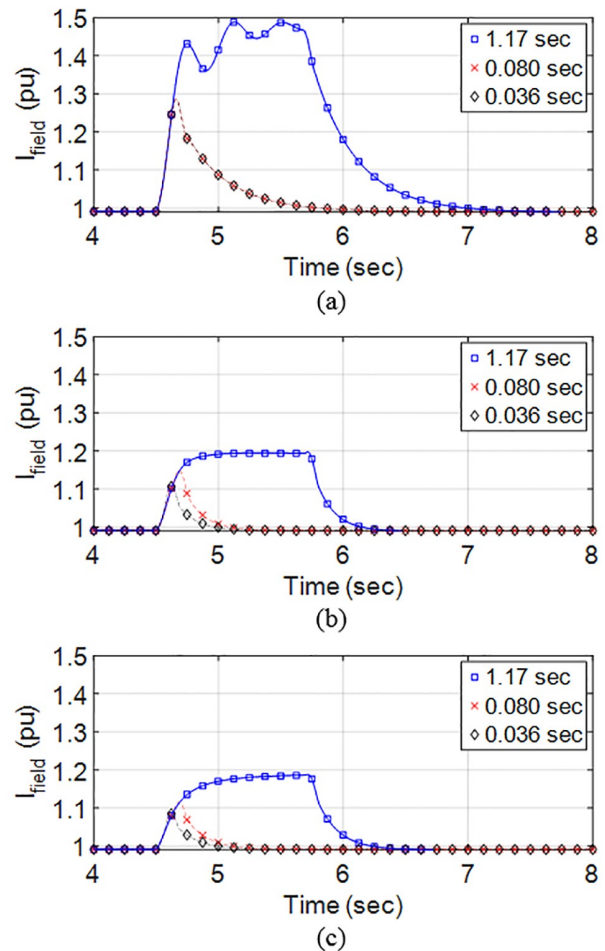 1.5
1.4
1.3
1.2
1.1
1
I_field (pu)
1.17 sec
0.080 sec
0.036 sec
4 5 6 7 8
Time (sec)
(a)
1.5
1.4
1.3
1.2
1.1
1
I_field (pu)
1.17 sec
0.080 sec
0.036 sec
4 5 6 7 8
Time (sec)
(b)
1.5
1.4
1.3
1.2
1.1
1
I_field (pu)
1.17 sec
0.080 sec
0.036 sec
4 5 6 7 8
Time (sec)
(c)